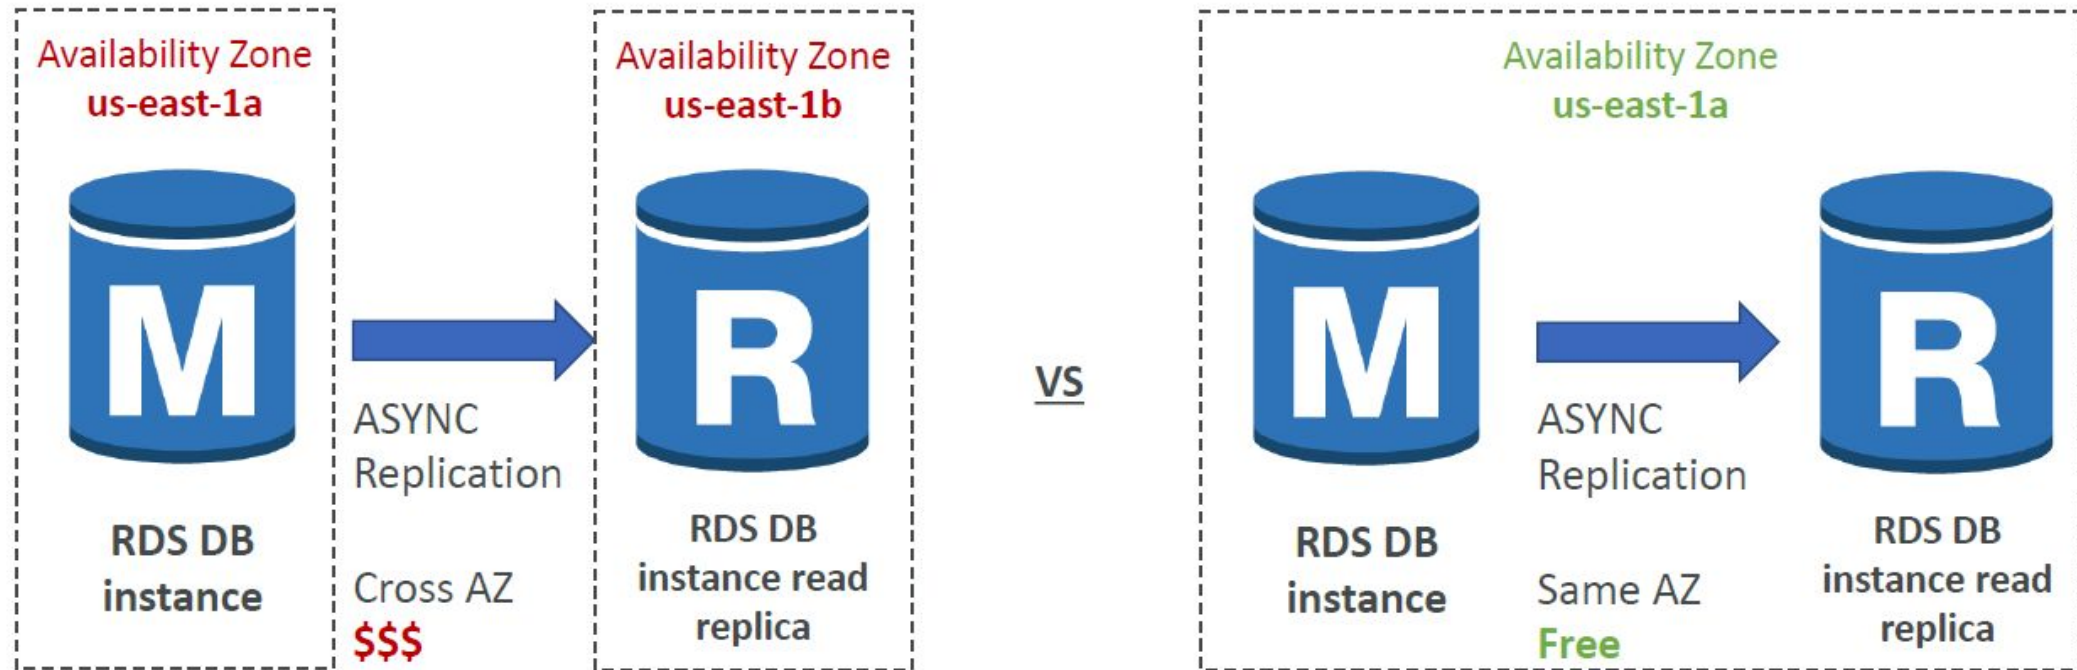 Availability Zone
us-east-1a
M
RDS DB
instance
ASYNC
Replication
Cross AZ
$$$
Availability Zone
us-east-1b
R
RDS DB
instance read
replica
VS
Availability Zone
us-east-1a
M
RDS DB
instance
ASYNC
Replication
Same AZ
Free
R
RDS DB
instance read
replica